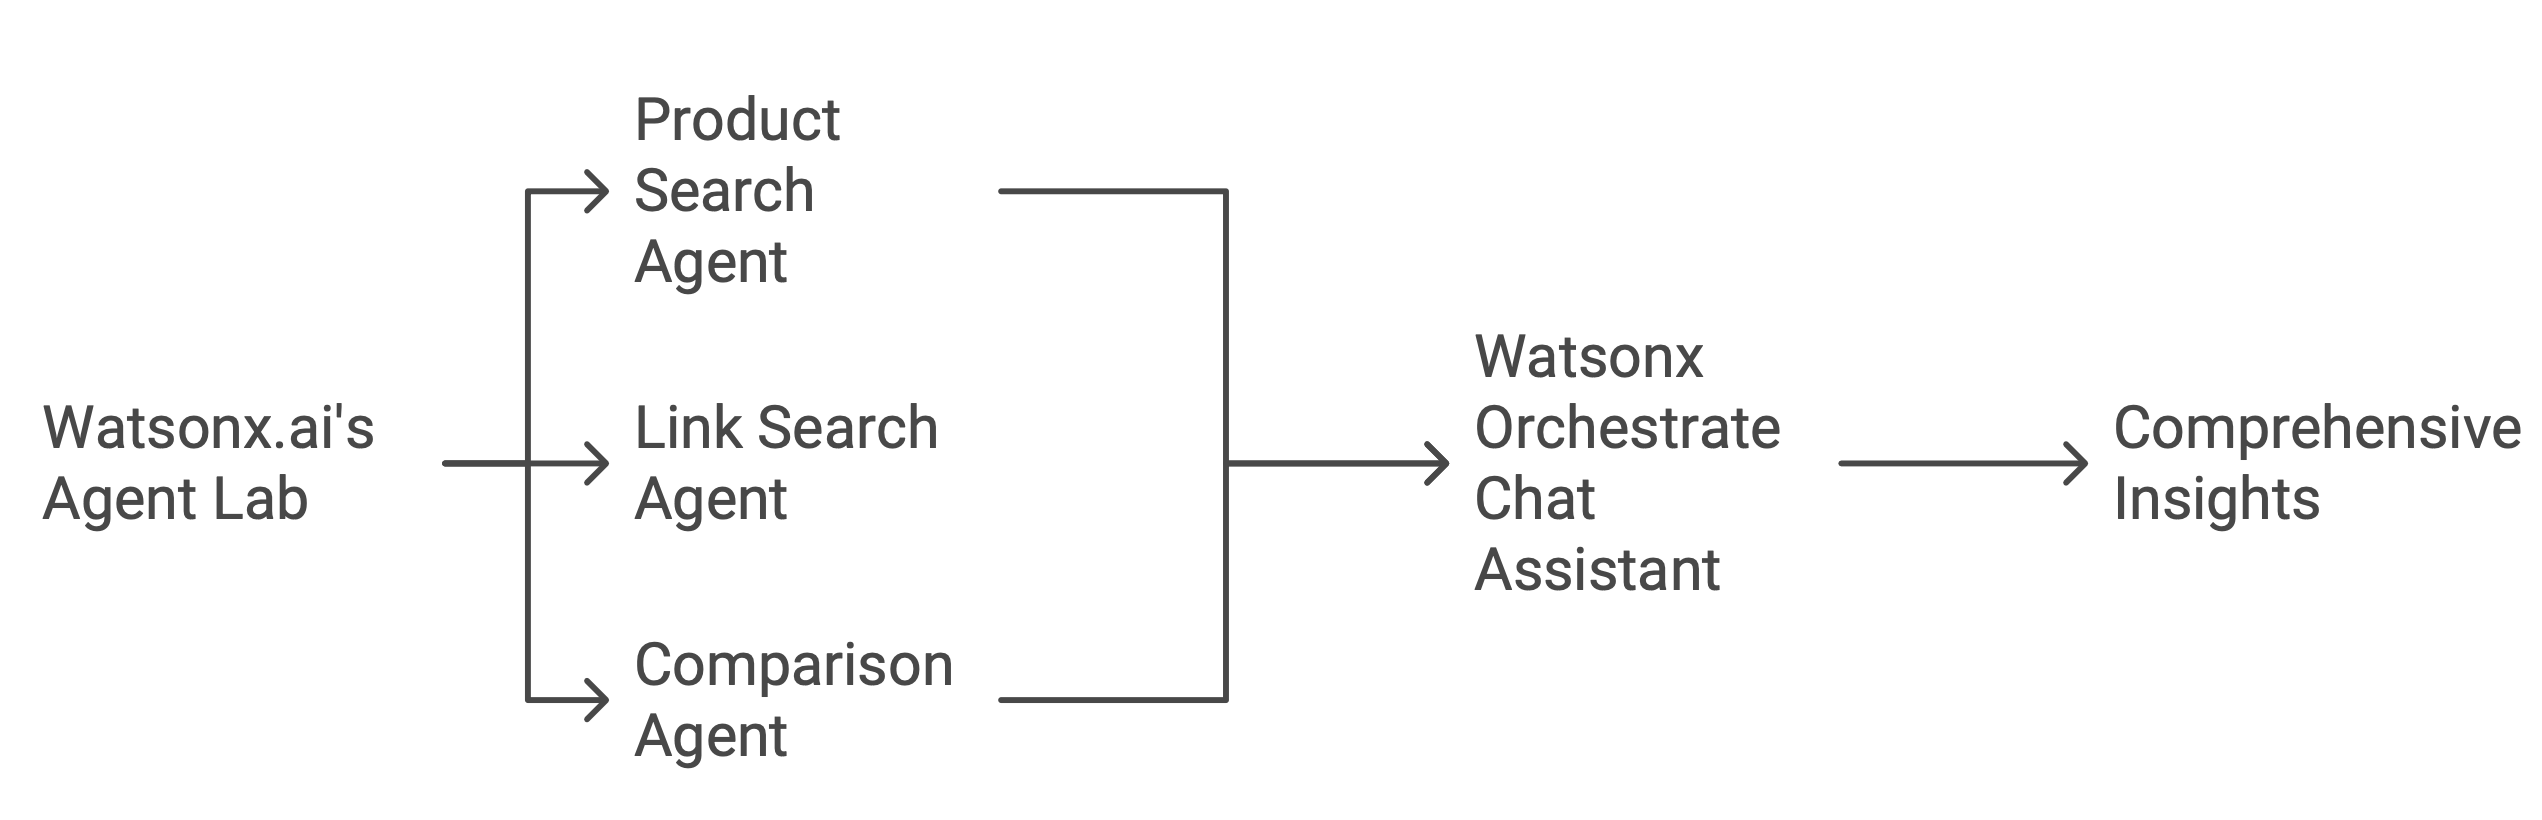 Watsonx.ai's
Agent Lab
Product
Search
Agent
Link Search
Agent
Comparison
Agent
Watsonx
Orchestrate
Chat
Assistant
Comprehensive
Insights